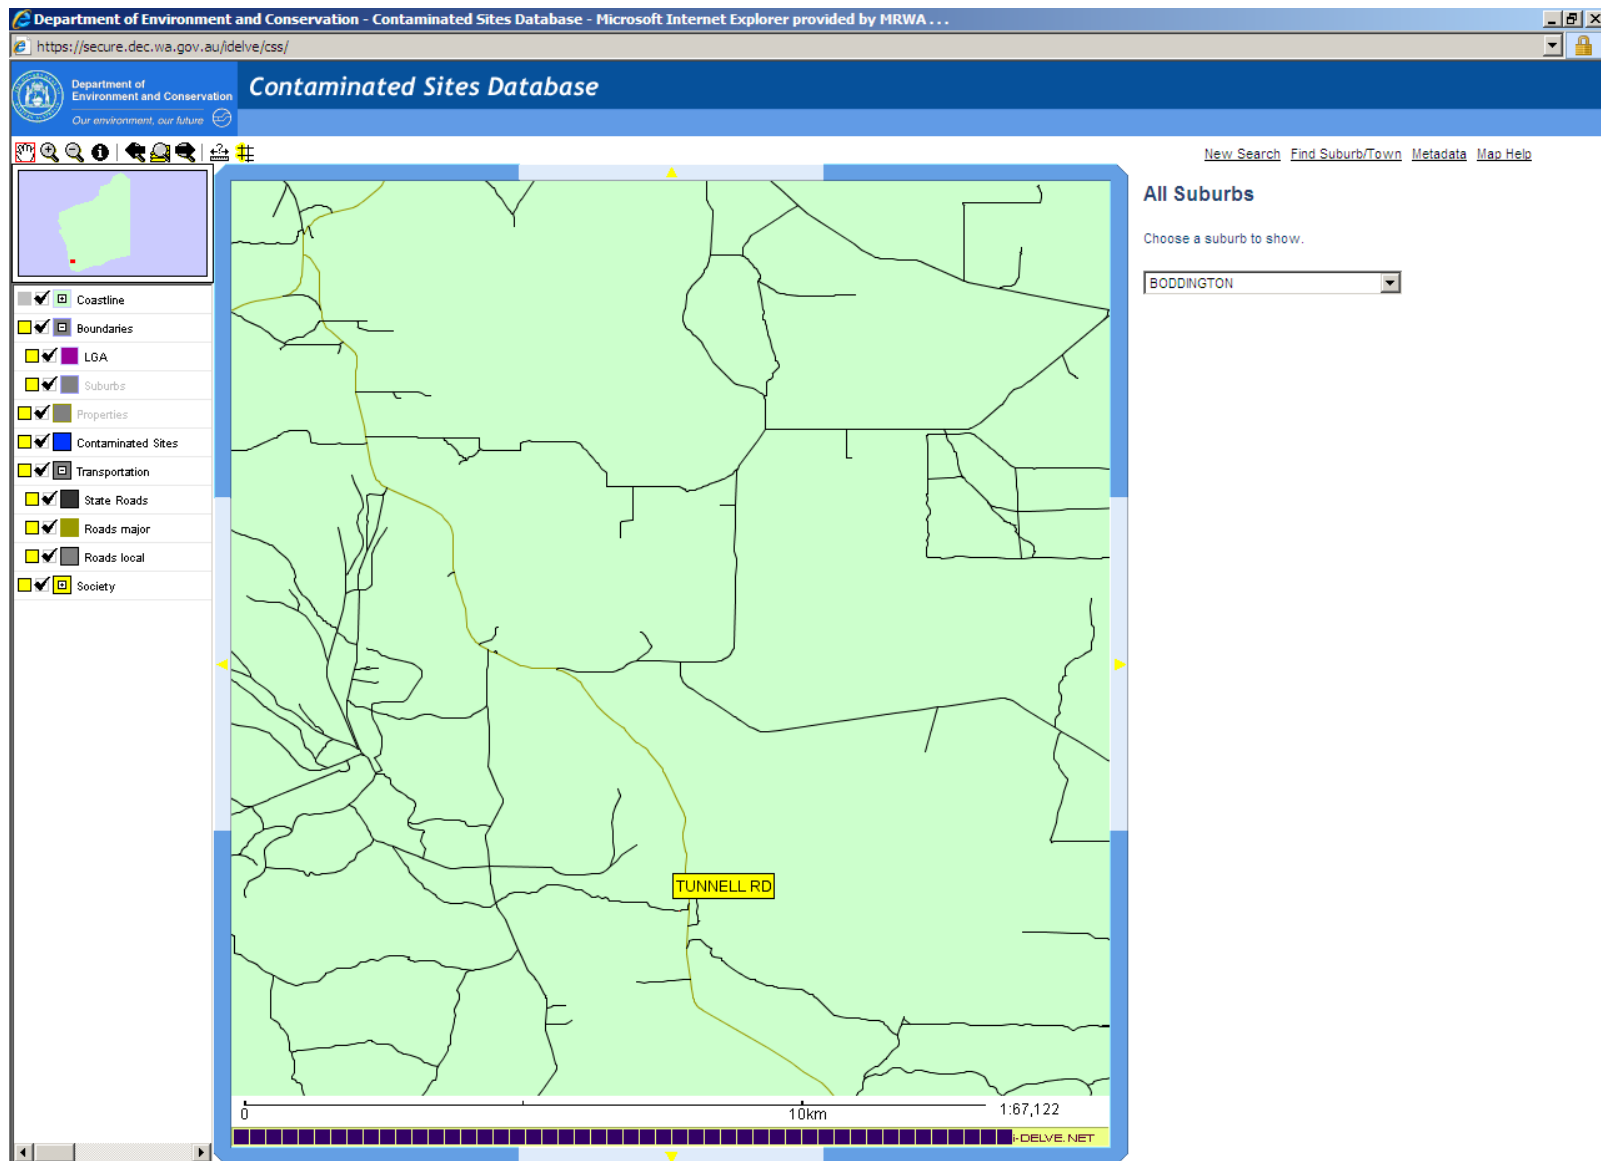 Department of Environment and Conservation - Contaminated Sites Database - Microsoft Internet Explorer provided by MRWA . . .
https://secure.dec.wa.gov.au/idelve/css/
Department of
Environment and Conservation
Our environment, our future
Contaminated Sites Database
New Search Find Suburb/Town Metadata Map Help
All Suburbs
Choose a suburb to show.
BODDINGTON
Coastline
Boundaries
LGA
Suburbs
Properties
Contaminated Sites
Transportation
State Roads
Roads major
Roads local
Society
TUNNELL RD
0 10km 1:67,122
i-DELVE.NET